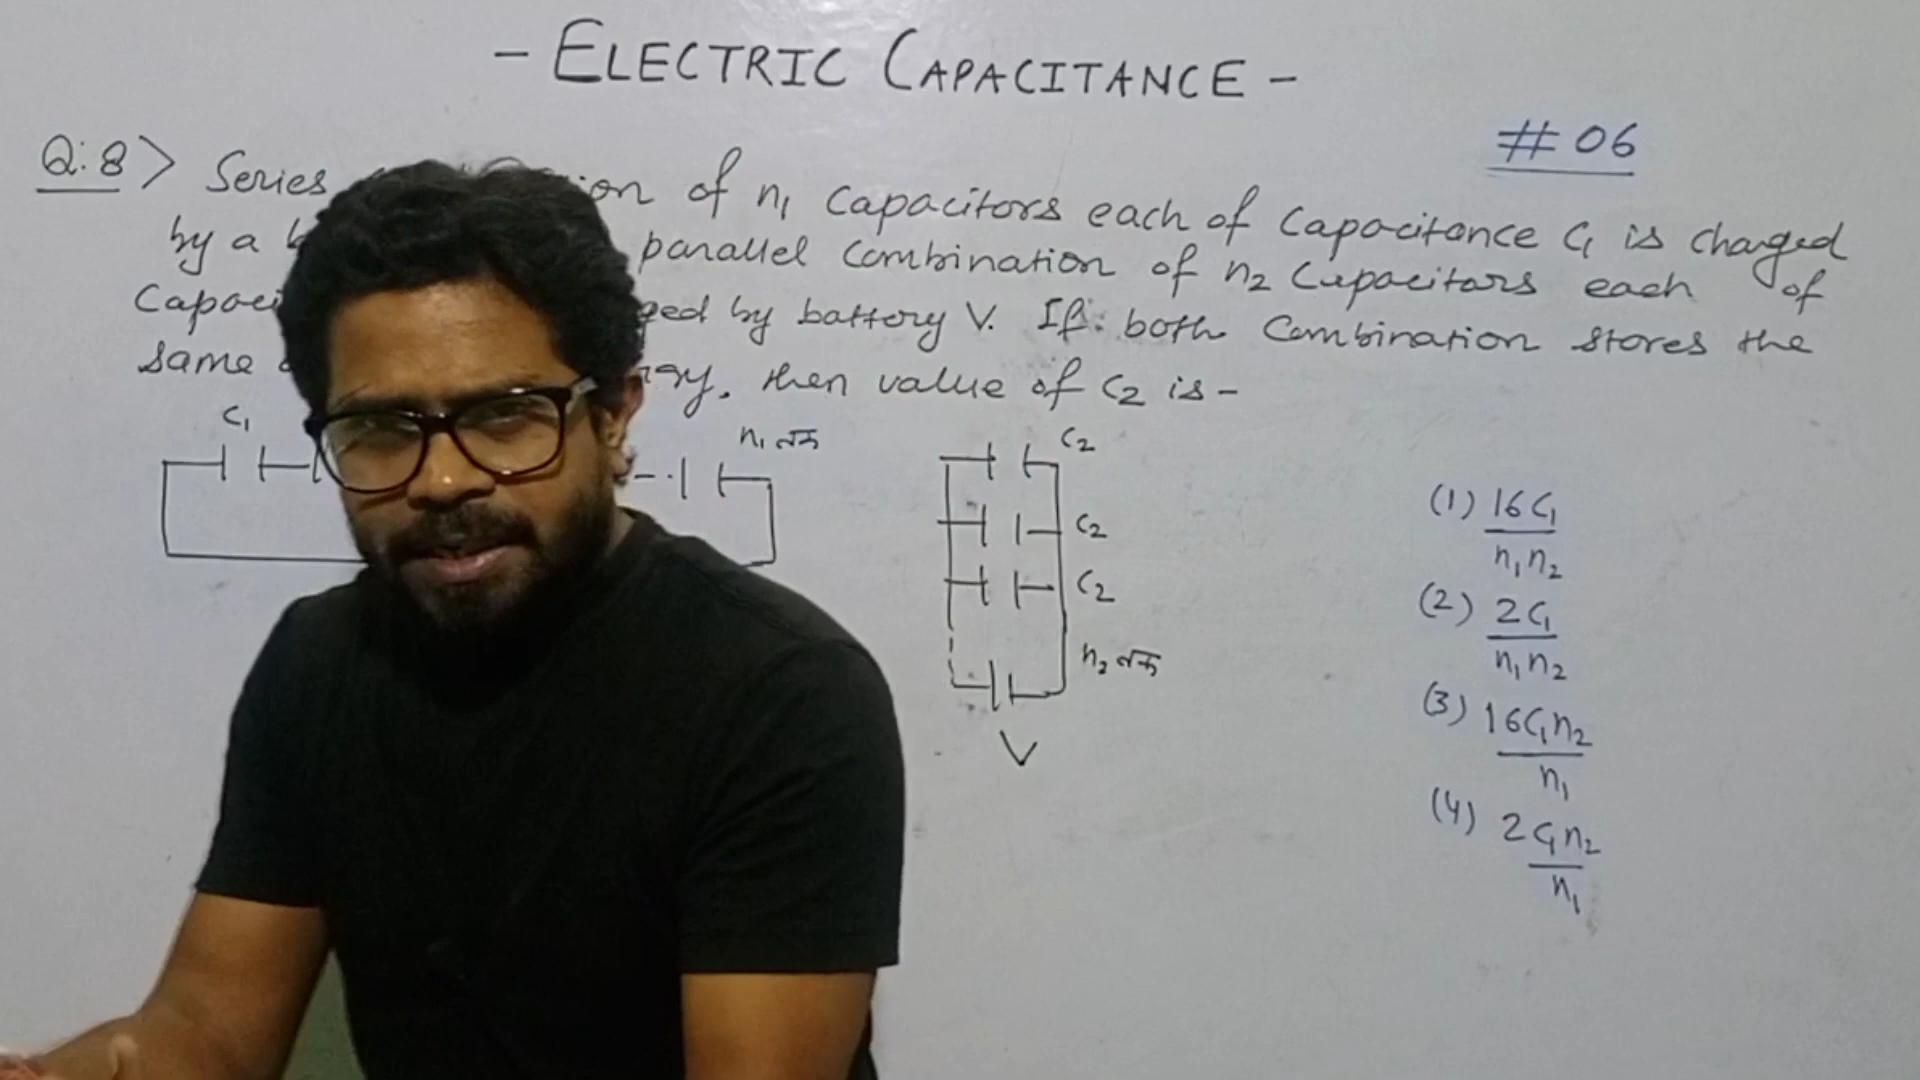 - ELECTRIC CAPACITANCE -
# 06
Q:8> Series of n₁ Capacitors each of Capacitance C₁ is charged
by a parallel Combination of n₂ Capacitors each of
by battery V. If both Combination stores the
same then value of C₂ is -
C₁
n₁ तक
C₂
C₂
C₂
n₂ तक
V
(1) 16C₁
n₁n₂
(2) 2C₁
n₁n₂
(3) 16C₁n₂
n₁
(4) 2C₁n₂
n₁